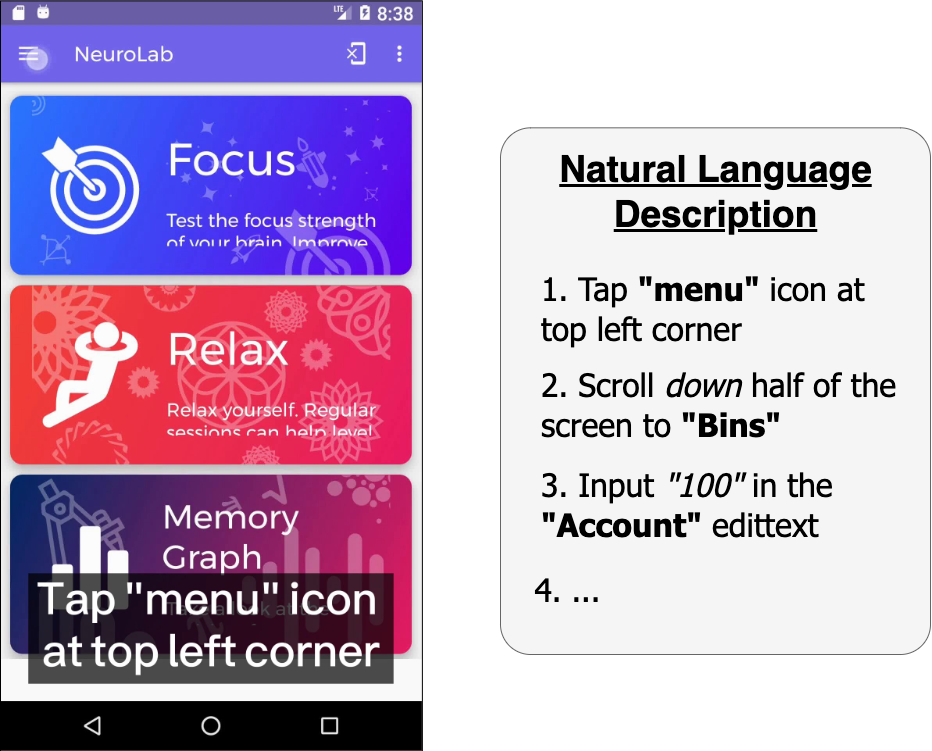 LTE 8:38
NeuroLab
Focus
Test the focus strength
of your brain. Improve
Relax
Relax yourself. Regular
sessions can help level
Memory
Graph
Tap "menu" icon
at top left corner
Natural Language
Description
1. Tap "menu" icon at
top left corner
2. Scroll down half of the
screen to "Bins"
3. Input "100" in the
"Account" edittext
4. ...